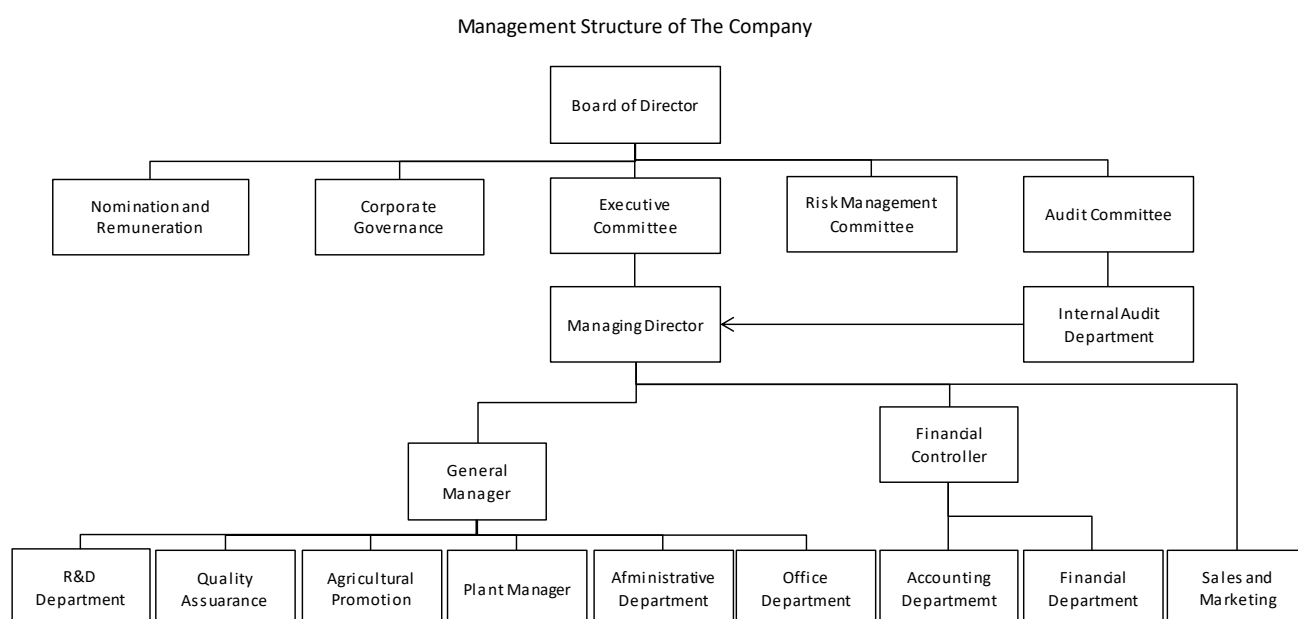 Management Structure of The Company
Board of Director
Nomination and
Remuneration
Corporate
Governance
Executive
Committee
Risk Management
Committee
Audit Committee
Managing Director
Internal Audit
Department
General
Manager
Financial
Controller
R&D
Department
Quality
Assuarance
Agricultural
Promotion
Plant Manager
Afministrative
Department
Office
Department
Accounting
Departmemt
Financial
Department
Sales and
Marketing